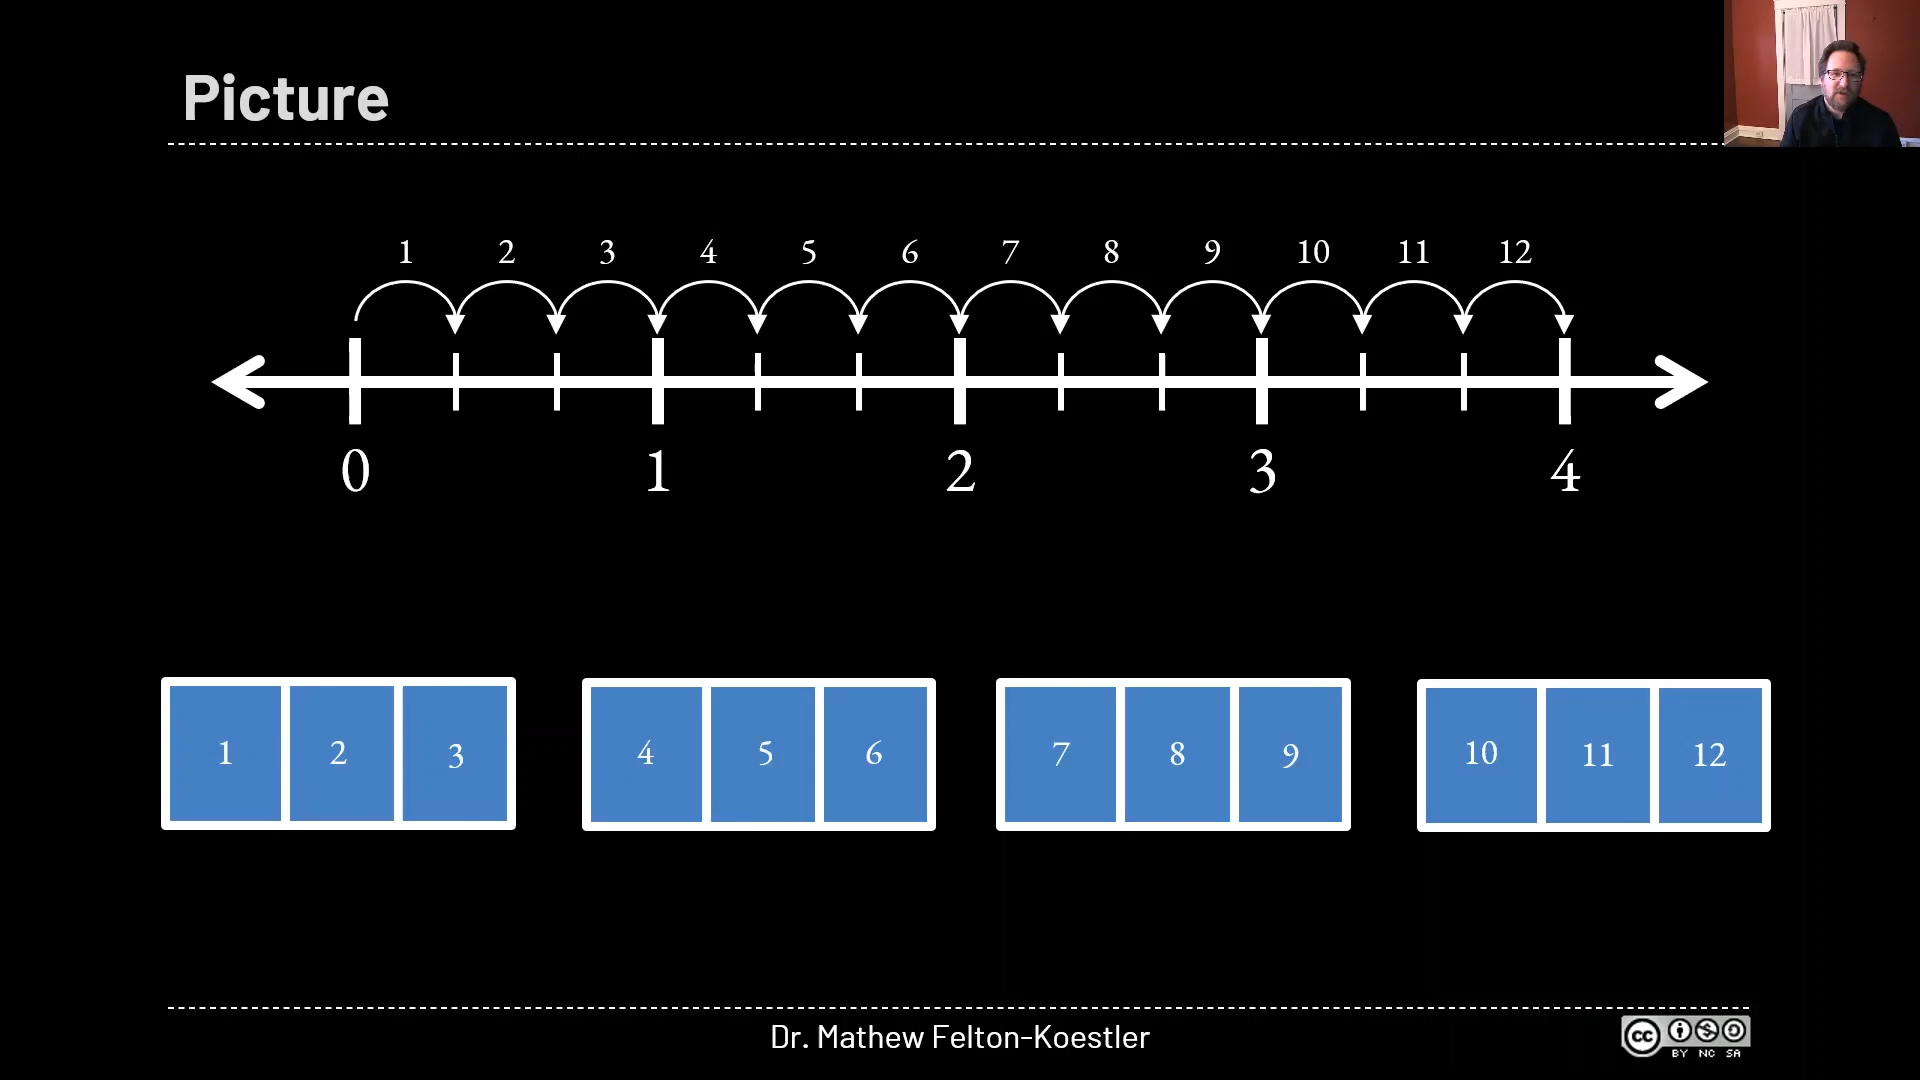 Picture
1 2 3 4 5 6 7 8 9 10 11 12
0 1 2 3 4
1 2 3 4 5 6 7 8 9 10 11 12
Dr. Mathew Felton-Koestler
cc
BY NC SA